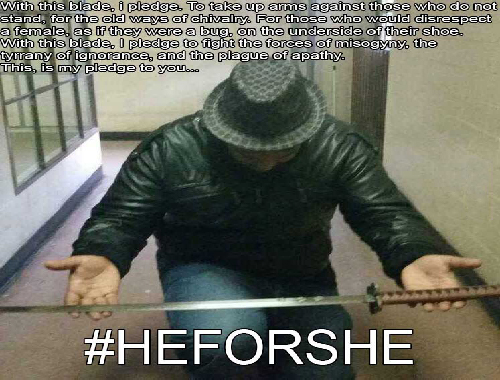 With this blade, i pledge. To take up arms against those who do not
stand, for the old ways of chivalry. For those who would disrespect
a female, as if they were a bug, on the underside of their shoe.
With this blade, I pledge to fight the forces of misogyny, the
tyrrany of ignorance, and the plague of apathy.
This, is my pledge to you...
#HEFORSHE